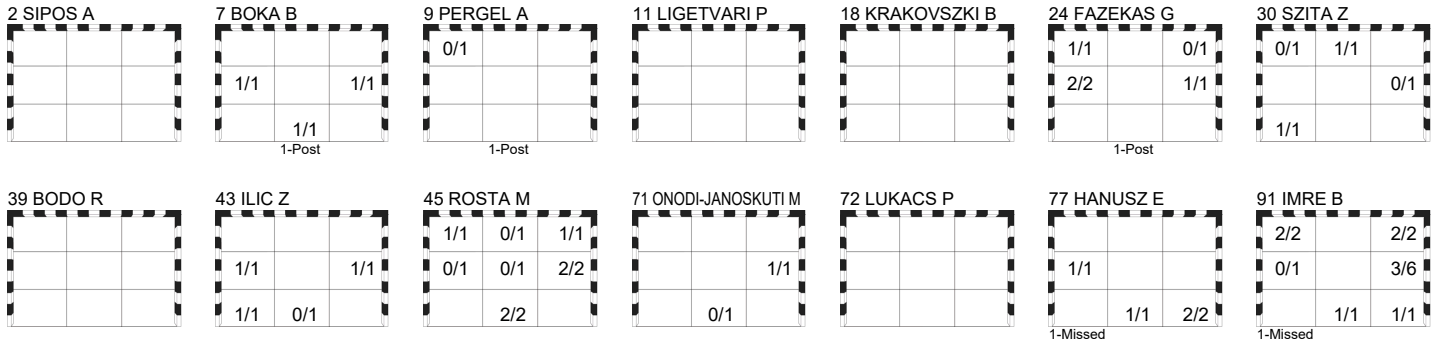 2 SIPOS A 7 BOKA B 9 PERGEL A 11 LIGETVARI P 18 KRAKOVSZKI B 24 FAZEKAS G 30 SZITA Z
0/1 1/1 0/1 0/1 1/1
1/1 1/1 2/2 1/1 0/1
1/1 1/1
1-Post 1-Post 1-Post
39 BODO R 43 ILIC Z 45 ROSTA M 71 ONODI-JANOSKUTI M 72 LUKACS P 77 HANUSZ E 91 IMRE B
1/1 0/1 1/1 2/2 2/2
1/1 1/1 0/1 0/1 2/2 1/1 1/1 0/1 3/6
1/1 0/1 2/2 0/1 1/1 2/2 1/1 1/1
1-Missed 1-Missed